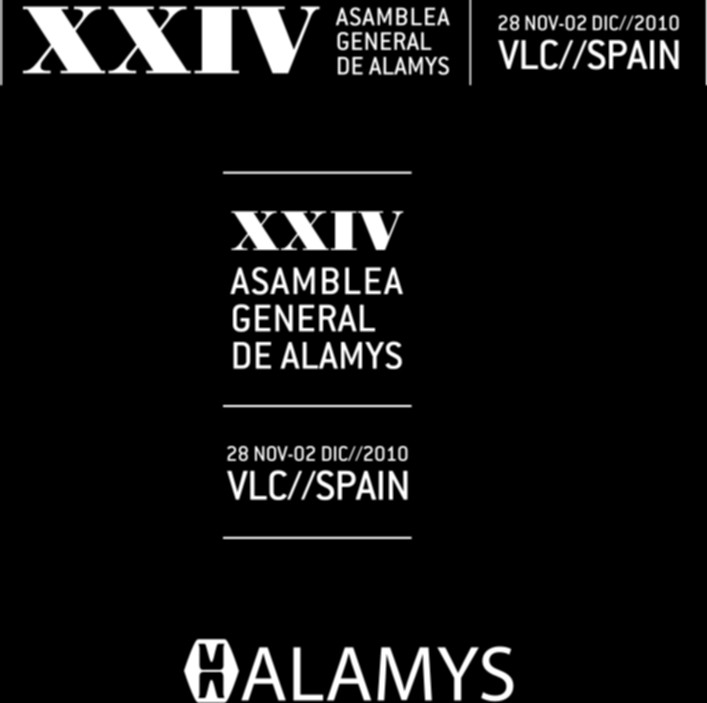 XXIV
ASAMBLEA
GENERAL
DE ALAMYS
28 NOV-02 DIC//2010
VLC//SPAIN
XXIV
ASAMBLEA
GENERAL
DE ALAMYS
28 NOV-02 DIC//2010
VLC//SPAIN
ALAMYS